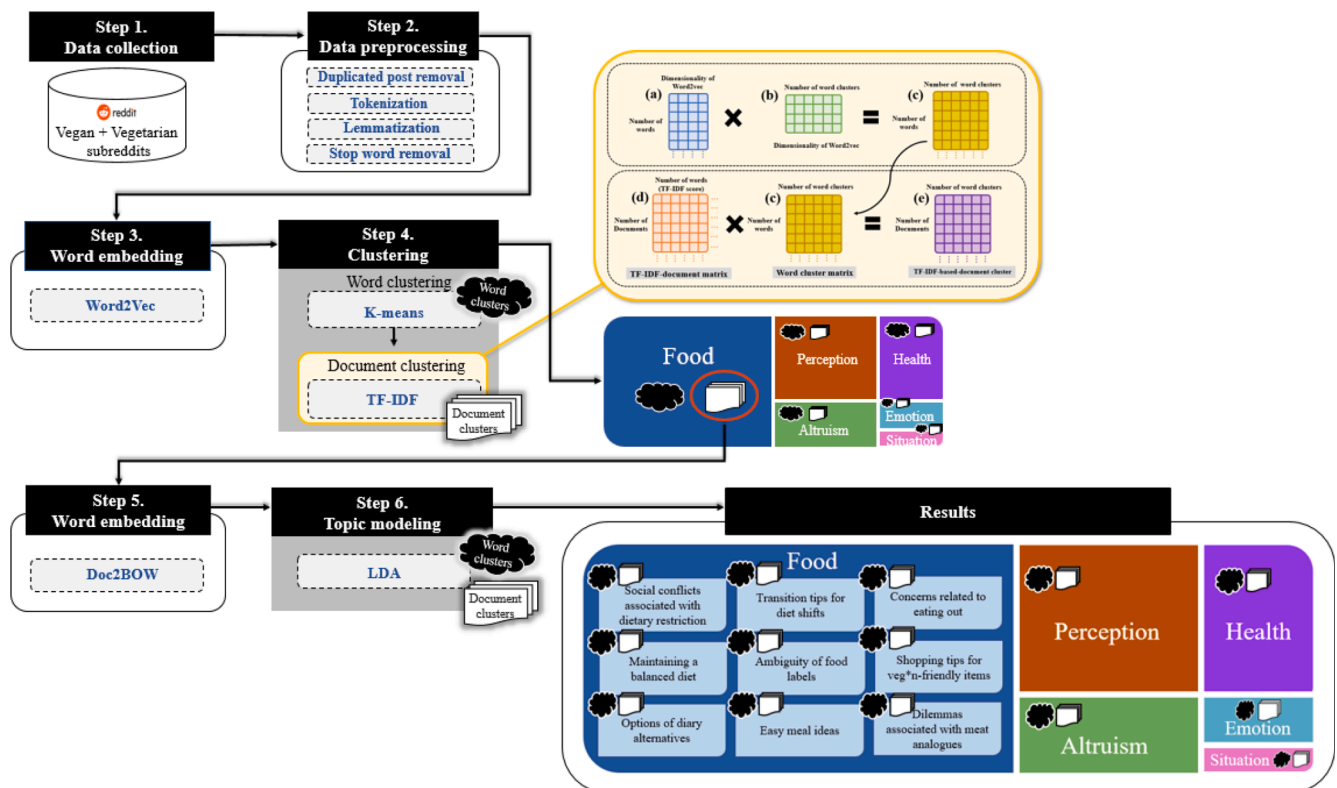 Step 1.
Data collection
reddit
Vegan + Vegetarian
subreddits
Step 2.
Data preprocessing
Duplicated post removal
Tokenization
Lemmatization
Stop word removal
Dimensionality of
Word2vec
(a)
Number of
words
Number of word clusters
(b)
Dimensionality of Word2vec
Number of word clusters
(c)
Number of
words
Number of words
(TF-IDF score)
(d)
Number of
Documents
TF-IDF-document matrix
Number of word clusters
(c)
Number of
words
Word cluster matrix
Number of word clusters
(e)
Number of
Documents
TF-IDF-based-document cluster
Step 3.
Word embedding
Word2Vec
Step 4.
Clustering
Word clustering
Word
clusters
K-means
Document clustering
TF-IDF
Document
clusters
Food
Perception
Health
Altruism
Emotion
Situation
Step 5.
Word embedding
Doc2BOW
Step 6.
Topic modeling
Word
clusters
LDA
Document
clusters
Results
Food
Social conflicts
associated with
dietary restriction
Transition tips for
diet shifts
Concerns related to
eating out
Maintaining a
balanced diet
Ambiguity of food
labels
Shopping tips for
veg*n-friendly items
Options of diary
alternatives
Easy meal ideas
Dilemmas
associated with meat
analogues
Perception
Health
Altruism
Emotion
Situation